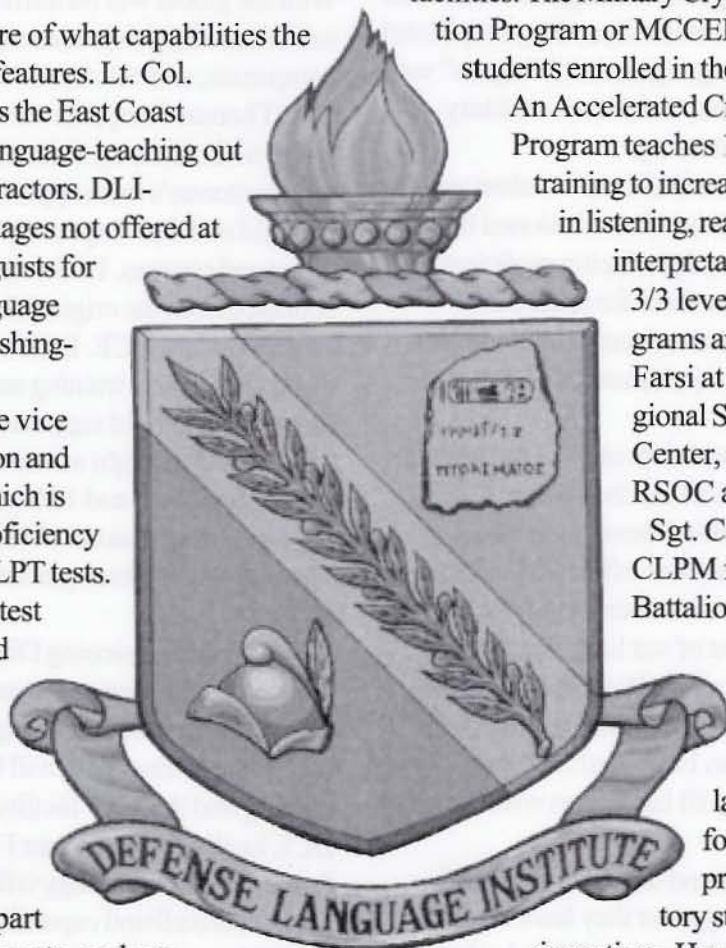 re of what capabilities the
features. Lt. Col.
s the East Coast
nguage-teaching out
ractors. DLI-
ages not offered at
guists for
guage
shing-
e vice
on and
hich is
oficiency
LPT tests.
test
d
part
DEFENSE LANGUAGE INSTITUTE
tion Program or MCCE
students enrolled in the
An Accelerated C
Program teaches
training to increa
in listening, rea
interpreta
3/3 leve
grams a
Farsi at
gional S
Center,
RSOC a
Sgt. C
CLPM
Battalio
la
fo
pr
tory st